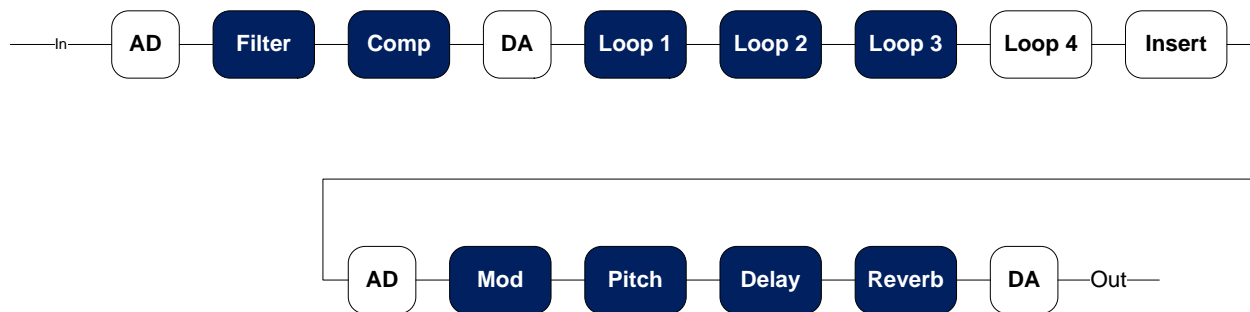 In AD Filter Comp DA Loop 1 Loop 2 Loop 3 Loop 4 Insert
AD Mod Pitch Delay Reverb DA Out